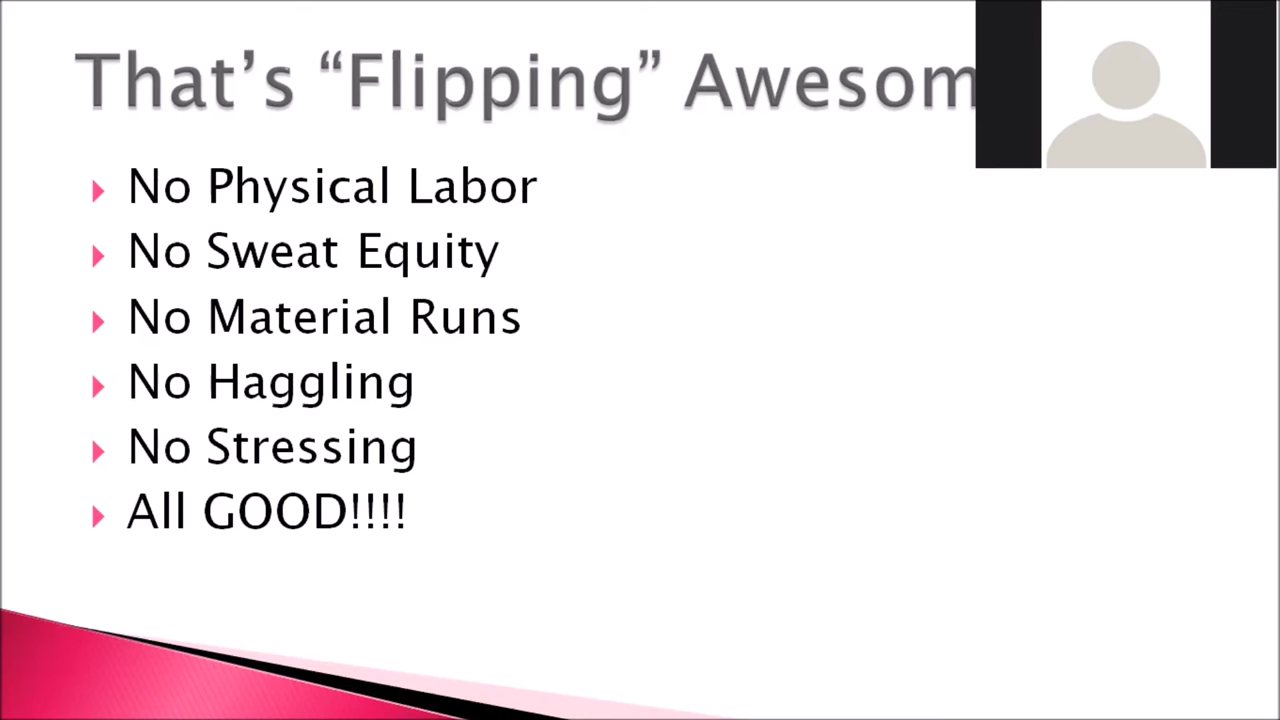 That’s “Flipping” Awesom
No Physical Labor
No Sweat Equity
No Material Runs
No Haggling
No Stressing
All GOOD!!!!